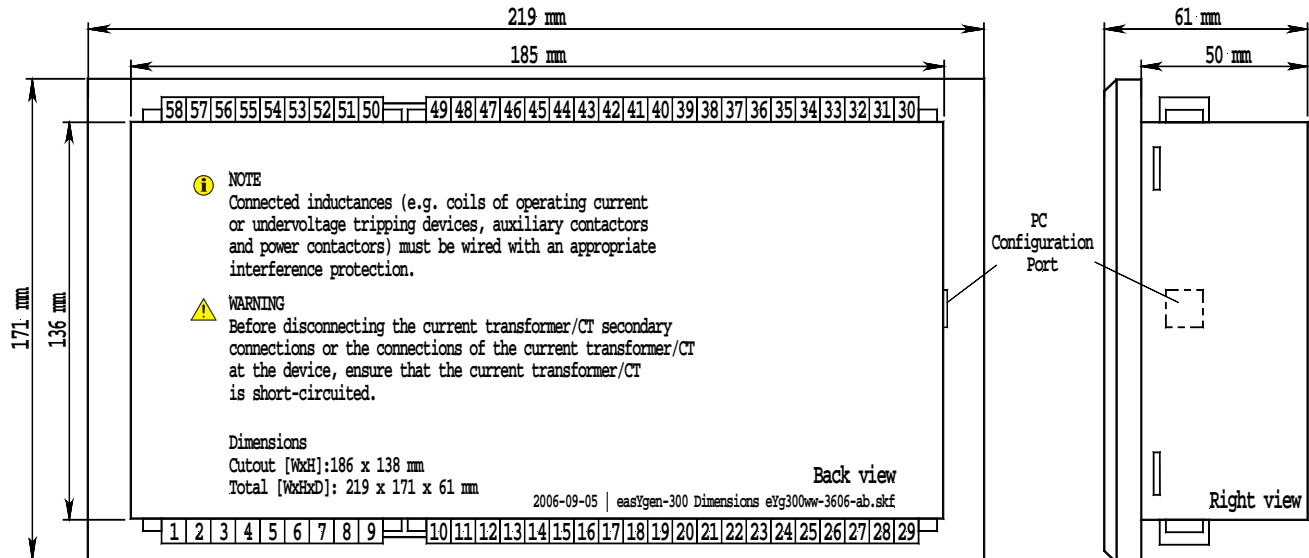 219 mm
61 mm
185 mm
50 mm
58 57 56 55 54 53 52 51 50 49 48 47 46 45 44 43 42 41 40 39 38 37 36 35 34 33 32 31 30
171 mm
136 mm
NOTE
Connected inductances (e.g. coils of operating current
or undervoltage tripping devices, auxiliary contactors
and power contactors) must be wired with an appropriate
interference protection.
WARNING
Before disconnecting the current transformer/CT secondary
connections or the connections of the current transformer/CT
at the device, ensure that the current transformer/CT
is short-circuited.
Dimensions
Cutout [WxH]:186 x 138 mm
Total [WxHxD]: 219 x 171 x 61 mm
Back view
2006-09-05 | easYgen-300 Dimensions eYg300ww-3606-ab.skf
1 2 3 4 5 6 7 8 9 10 11 12 13 14 15 16 17 18 19 20 21 22 23 24 25 26 27 28 29
PC
Configuration
Port
Right view